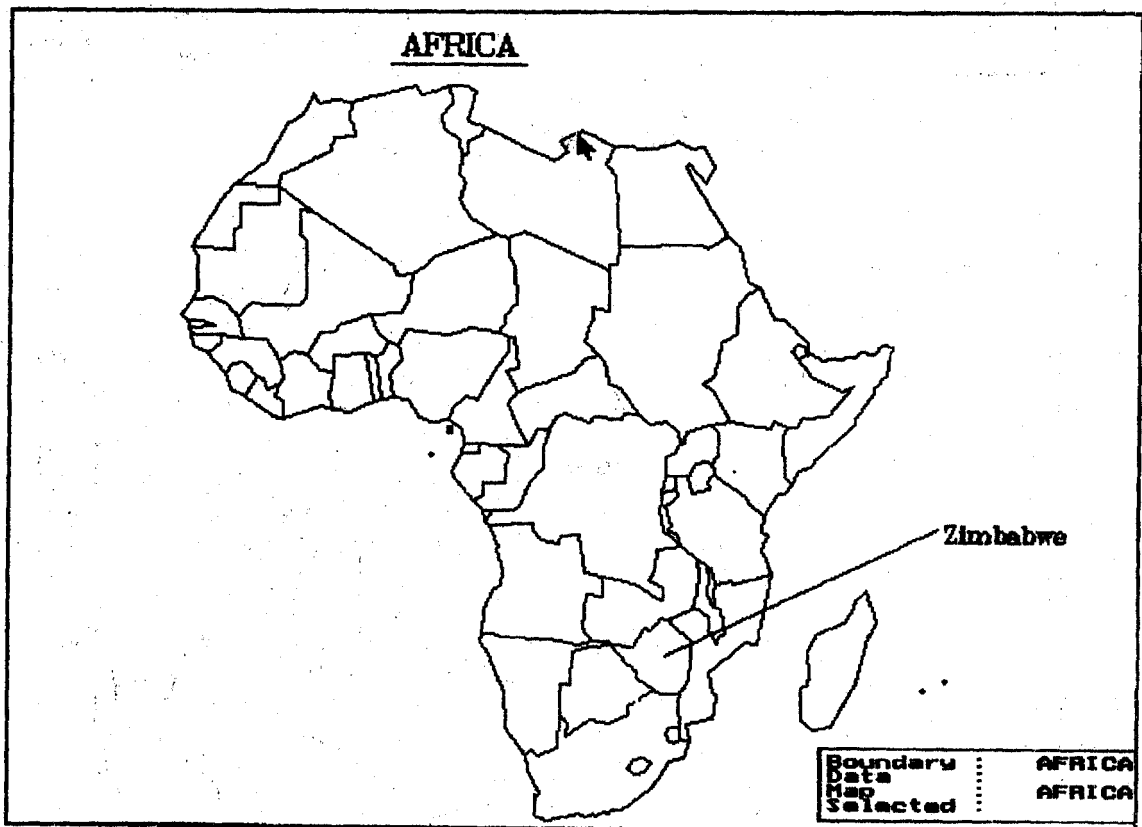 AFRICA
Zimbabwe
Boundary : AFRICA
Data :
Map : AFRICA
Selected :